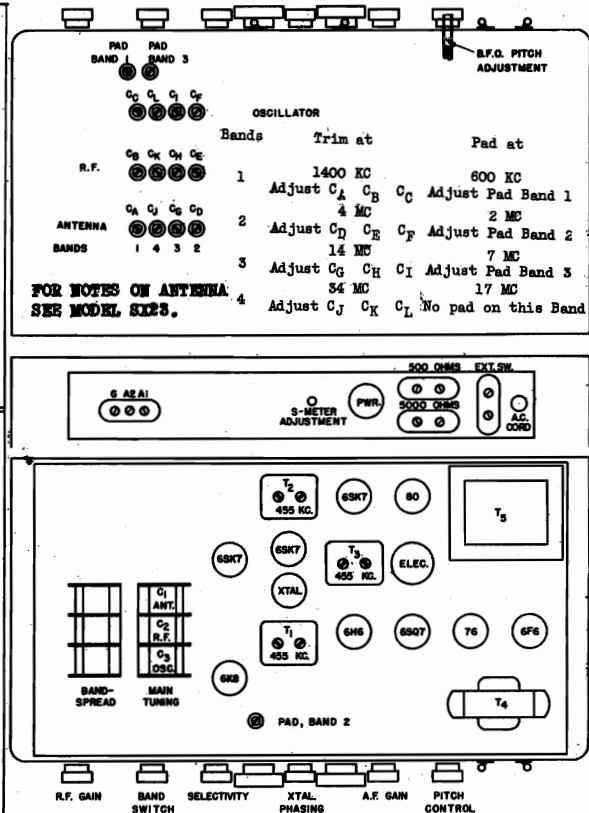 PAD PAD
BAND 1 BAND 3
B.F.O. PITCH
ADJUSTMENT
CC CL CI CF
OSCILLATOR
Bands Trim at Pad at
R.F. CB CK CH CE
1 1400 KC 600 KC
Adjust CA CB CC Adjust Pad Band 1
2 4 MC 2 MC
Adjust CD CE CF Adjust Pad Band 2
3 14 MC 7 MC
Adjust CG CH CI Adjust Pad Band 3
4 34 MC 17 MC
Adjust CJ CK CL No pad on this Band
ANTENNA CA CJ CG CD
BANDS 1 4 3 2
FOR NOTES ON ANTENNA
SEE MODEL SX23.
G A2 A1
S-METER
ADJUSTMENT
PWR.
500 OHMS
5000 OHMS
EXT. SW.
A.C.
CORD
T2
455 KC.
6SK7
80
T5
6SK7
6SK7
T3
455 KC.
ELEC.
XTAL
C1
ANT.
C2
R.F.
C3
OSC.
T1
455 KC.
6H6
6SQ7
76
6F6
BAND-
SPREAD
MAIN
TUNING
6K8
T4
PAD, BAND 2
R.F. GAIN
BAND
SWITCH
SELECTIVITY
XTAL
PHASING
A.F. GAIN
PITCH
CONTROL